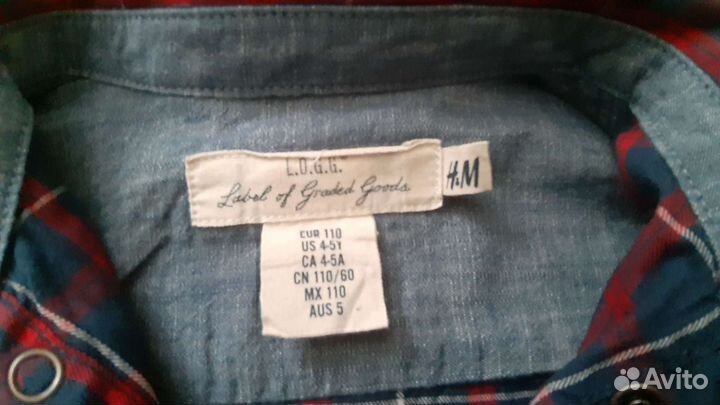 L.O.G.G.™
Label of Graded Goods
H&M
EUR 110
US 4-5Y
CA 4-5A
CN 110/60
MX 110
AUS 5
Avito